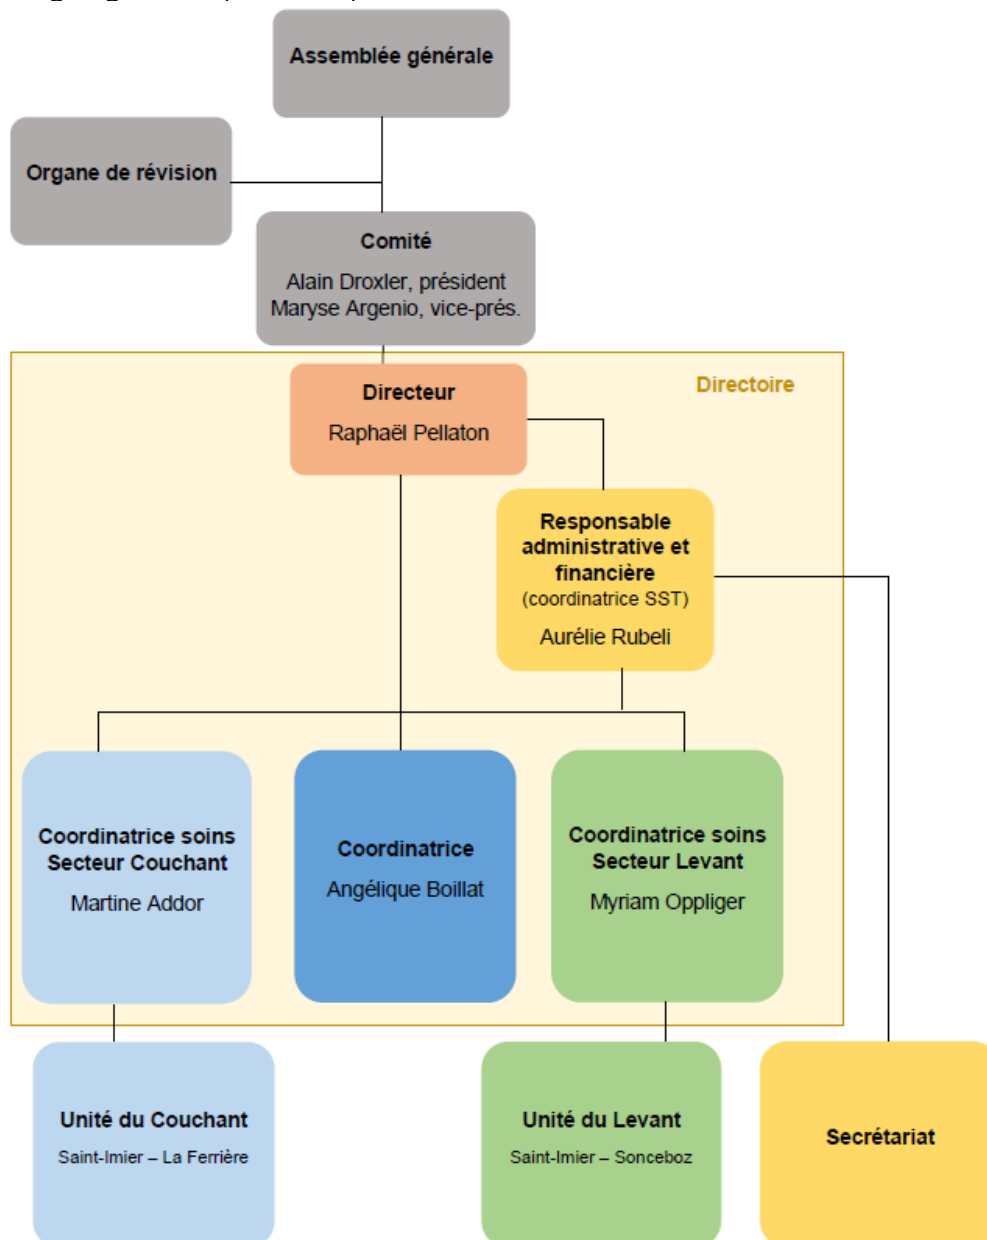 Assemblée générale
Organe de révision
Comité
Alain Droxler, président
Maryse Argenio, vice-prés.
Directoire
Directeur
Raphaël Pellaton
Responsable
administrative et
financière
(coordinatrice SST)
Aurélie Rubeli
Coordinatrice soins
Secteur Couchant
Martine Addor
Coordinatrice
Angélique Boillat
Coordinatrice soins
Secteur Levant
Myriam Oppliger
Unité du Couchant
Saint-Imier – La Ferrière
Unité du Levant
Saint-Imier – Sonceboz
Secrétariat